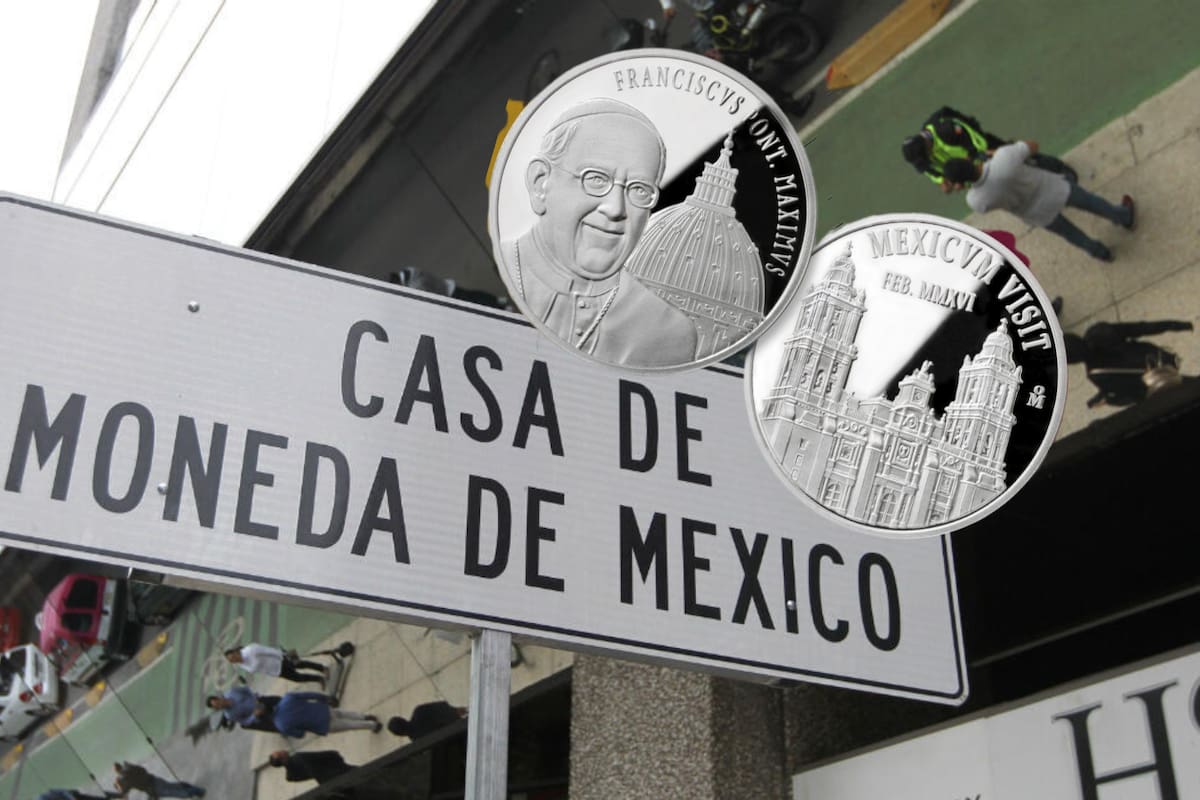 FRANCISCVS PONT. MAXIMVS
MEXICVM VISIT
FEB. MMXVI
M
CASA DE
MONEDA DE MEXICO
H